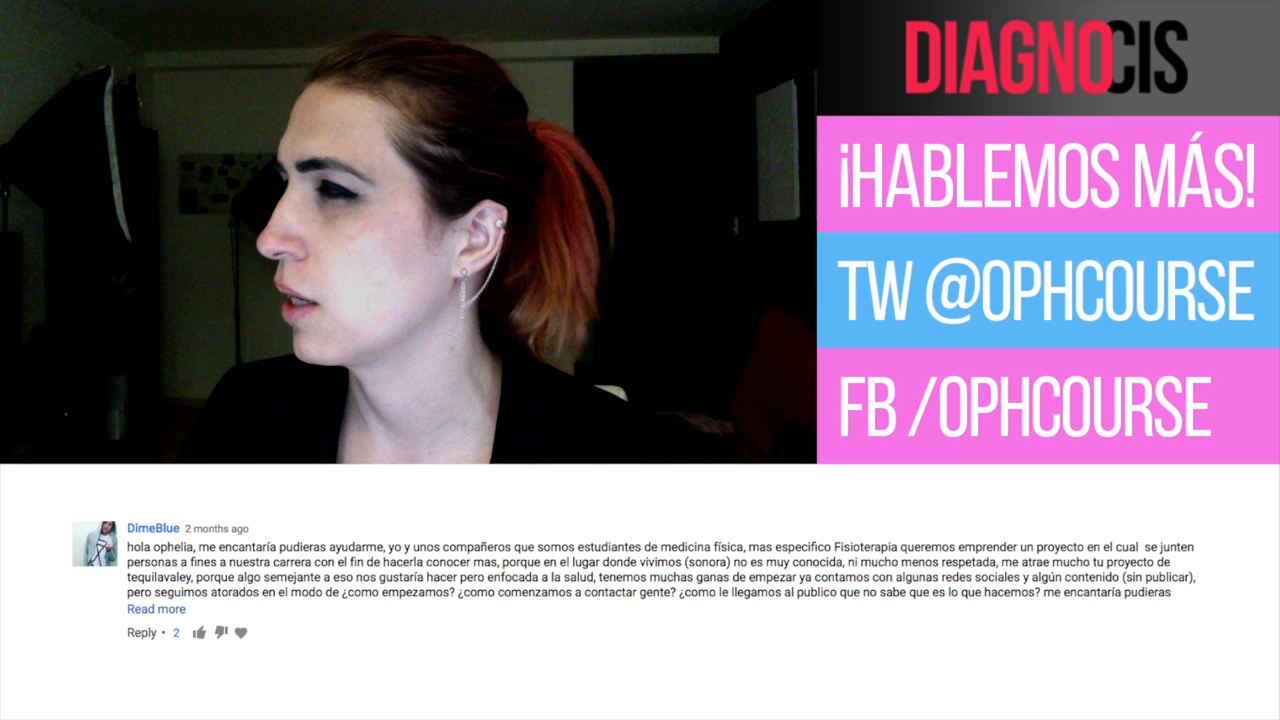 DIAGNOCIS
¡HABLEMOS MÁS!
TW @OPHCOURSE
FB /OPHCOURSE
DimeBlue 2 months ago
hola ophelia, me encantaría pudieras ayudarme, yo y unos compañeros que somos estudiantes de medicina física, mas especifico Fisioterapia queremos emprender un proyecto en el cual se junten
personas a fines a nuestra carrera con el fin de hacerla conocer mas, porque en el lugar donde vivimos (sonora) no es muy conocida, ni mucho menos respetada, me atrae mucho tu proyecto de
tequilavaley, porque algo semejante a eso nos gustaría hacer pero enfocada a la salud, tenemos muchas ganas de empezar ya contamos con algunas redes sociales y algún contenido (sin publicar),
pero seguimos atorados en el modo de ¿como empezamos? ¿como comenzamos a contactar gente? ¿como le llegamos al publico que no sabe que es lo que hacemos? me encantaría pudieras
Read more
Reply • 2